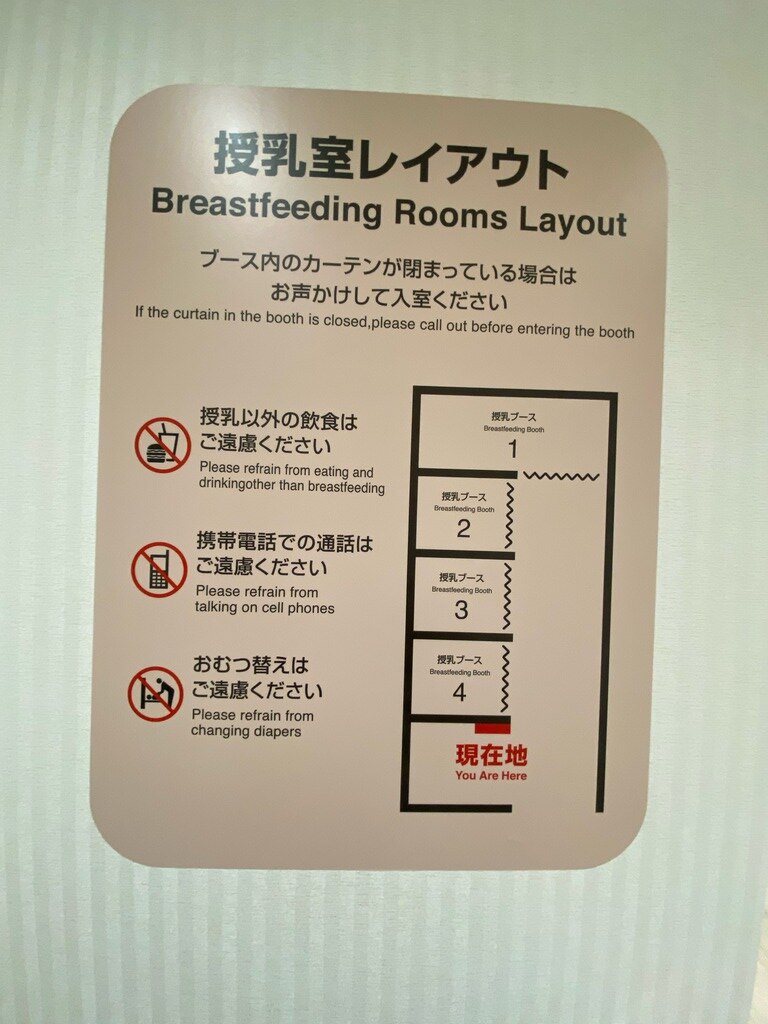 授乳室レイアウト
Breastfeeding Rooms Layout
ブース内のカーテンが閉まっている場合は
お声かけして入室ください
If the curtain in the booth is closed,please call out before entering the booth
授乳以外の飲食は
ご遠慮ください
Please refrain from eating and
drinkingother than breastfeeding
携帯電話での通話は
ご遠慮ください
Please refrain from
talking on cell phones
おむつ替えは
ご遠慮ください
Please refrain from
changing diapers
授乳ブース
Breastfeeding Booth
1
授乳ブース
Breastfeeding Booth
2
授乳ブース
Breastfeeding Booth
3
授乳ブース
Breastfeeding Booth
4
現在地
You Are Here